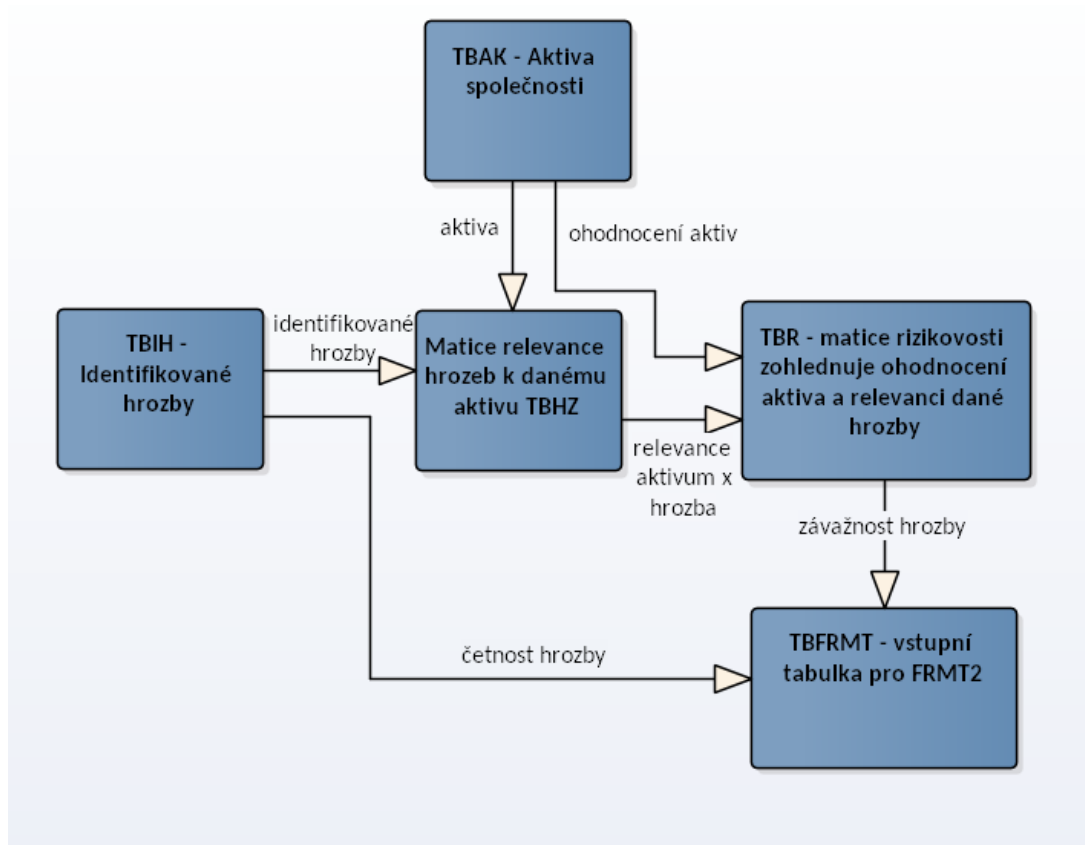 TBAK - Aktiva
společnosti
aktiva
ohodnocení aktiv
TBIH -
Identifikované
hrozby
identifikované
hrozby
Matice relevance
hrozeb k danému
aktivu TBHZ
TBR - matice rizikovosti
zohlednuje ohodnocení
aktiva a relevanci dané
hrozby
relevance
aktivum x
hrozba
závažnost hrozby
četnost hrozby
TBFRMT - vstupní
tabulka pro FRMT2